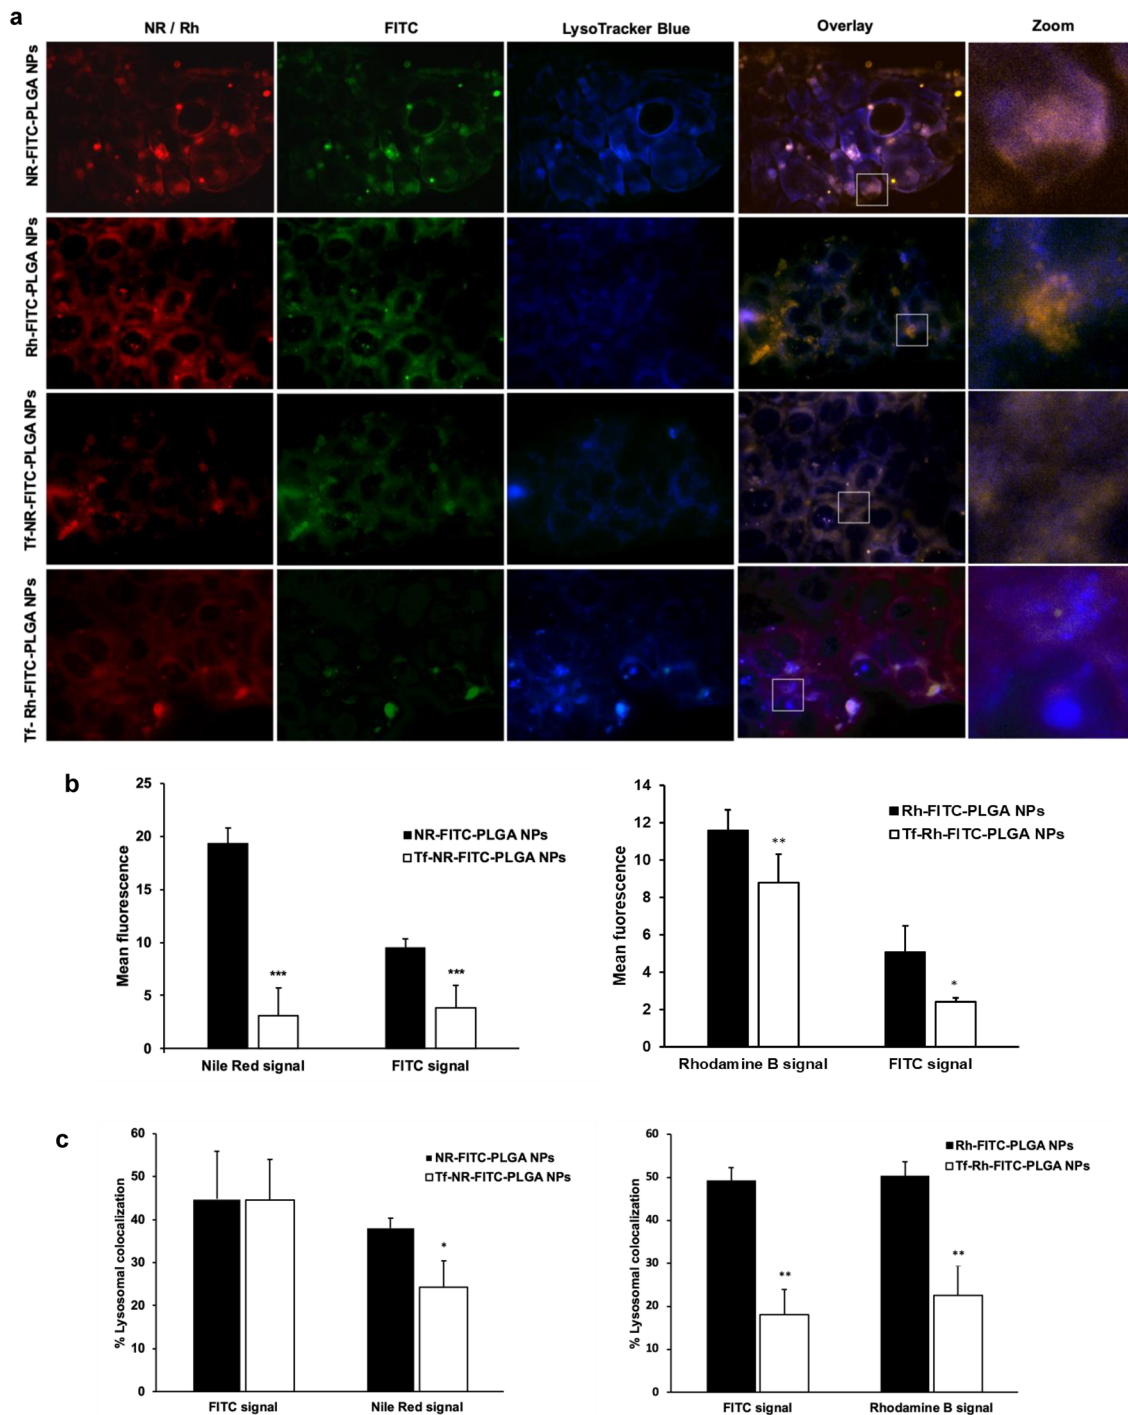 a
NR / Rh
FITC
LysoTracker Blue
Overlay
Zoom
NR-FITC-PLGA NPs
Rh-FITC-PLGA NPs
Tf-NR-FITC-PLGA NPs
Tf- Rh-FITC-PLGA NPs
b
Mean fluorescence
25
20
15
10
5
0
NR-FITC-PLGA NPs
Tf-NR-FITC-PLGA NPs
***
***
Nile Red signal
FITC signal
Mean fuorescence
14
12
10
8
6
4
2
0
Rh-FITC-PLGA NPs
Tf-Rh-FITC-PLGA NPs
**
*
Rhodamine B signal
FITC signal
c
% Lysosomal colocalization
60
50
40
30
20
10
0
NR-FITC-PLGA NPs
Tf-NR-FITC-PLGA NPs
*
FITC signal
Nile Red signal
% Lysosomal colocalization
60
50
40
30
20
10
0
Rh-FITC-PLGA NPs
Tf-Rh-FITC-PLGA NPs
**
**
FITC signal
Rhodamine B signal